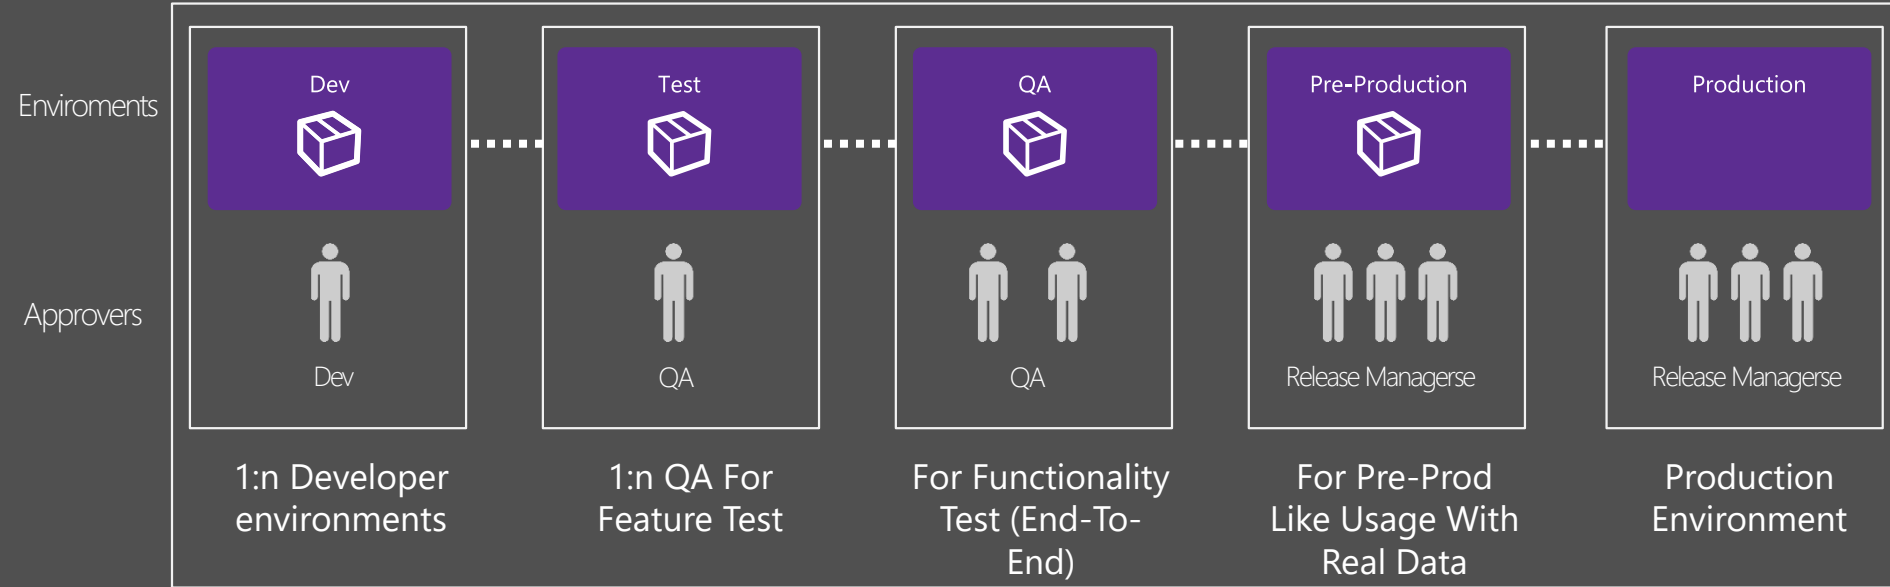 Enviroments
Dev
Test
QA
Pre-Production
Production
Approvers
Dev
QA
QA
Release Managerse
Release Managerse
1:n Developer
environments
1:n QA For
Feature Test
For Functionality
Test (End-To-
End)
For Pre-Prod
Like Usage With
Real Data
Production
Environment